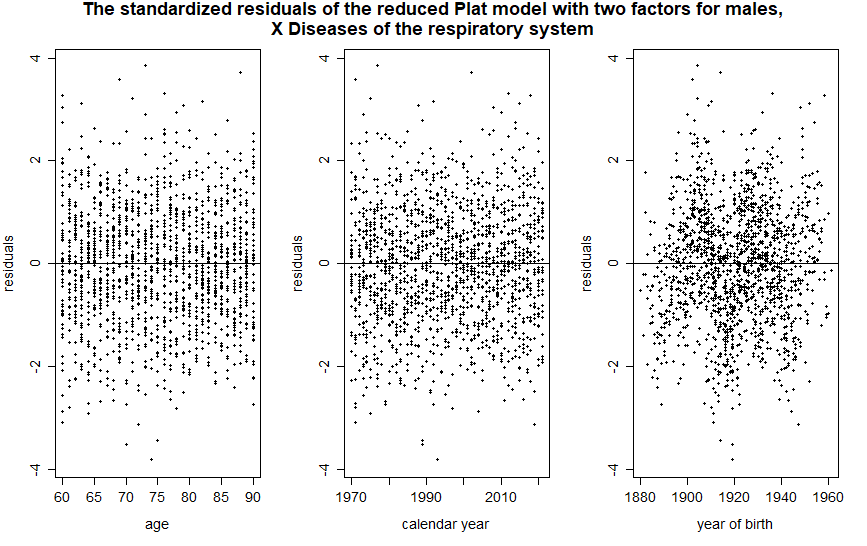 The standardized residuals of the reduced Plat model with two factors for males,
X Diseases of the respiratory system
residuals
4
2
0
-2
-4
60 65 70 75 80 85 90
age
residuals
4
2
0
-2
-4
1970 1990 2010
calendar year
residuals
4
2
0
-2
-4
1880 1900 1920 1940 1960
year of birth